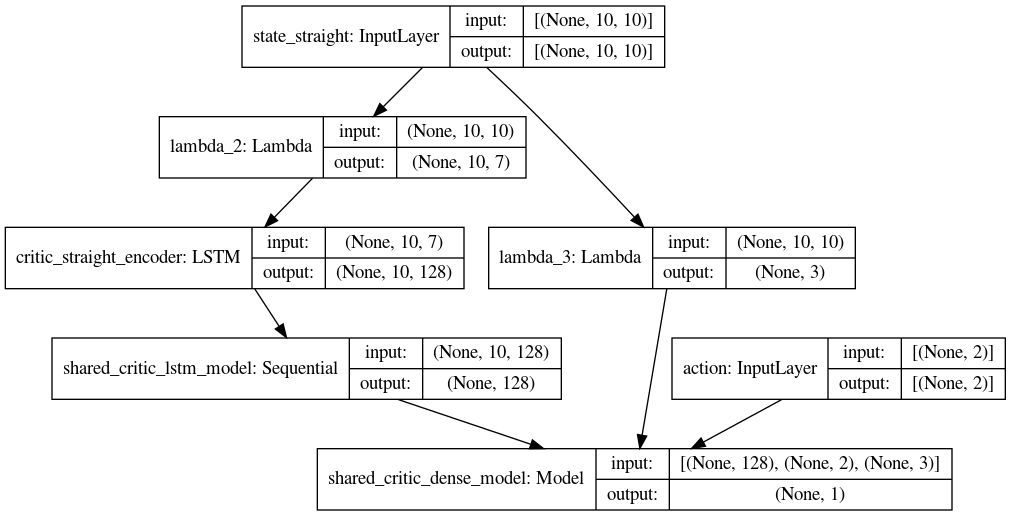 state_straight: InputLayer
input:
[(None, 10, 10)]
output:
[(None, 10, 10)]
lambda_2: Lambda
input:
(None, 10, 10)
output:
(None, 10, 7)
critic_straight_encoder: LSTM
input:
(None, 10, 7)
output:
(None, 10, 128)
lambda_3: Lambda
input:
(None, 10, 10)
output:
(None, 3)
shared_critic_lstm_model: Sequential
input:
(None, 10, 128)
output:
(None, 128)
action: InputLayer
input:
[(None, 2)]
output:
[(None, 2)]
shared_critic_dense_model: Model
input:
[(None, 128), (None, 2), (None, 3)]
output:
(None, 1)